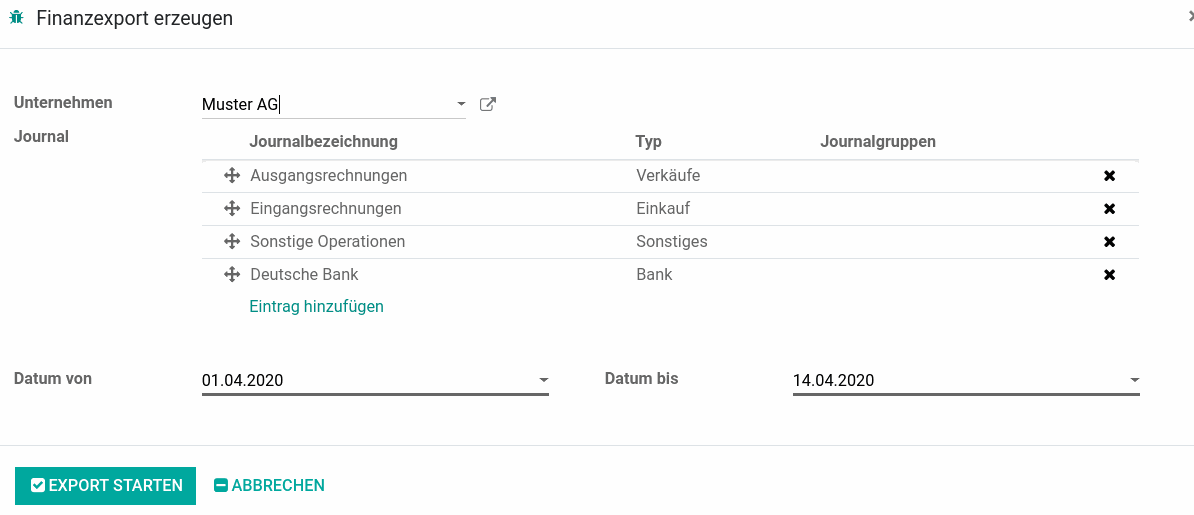 Finanzexport erzeugen
Unternehmen Muster AG
Journal
Journalbezeichnung Typ Journalgruppen
Ausgangsrechnungen Verkäufe
Eingangsrechnungen Einkauf
Sonstige Operationen Sonstiges
Deutsche Bank Bank
Eintrag hinzufügen
Datum von 01.04.2020 Datum bis 14.04.2020
EXPORT STARTEN ABBRECHEN